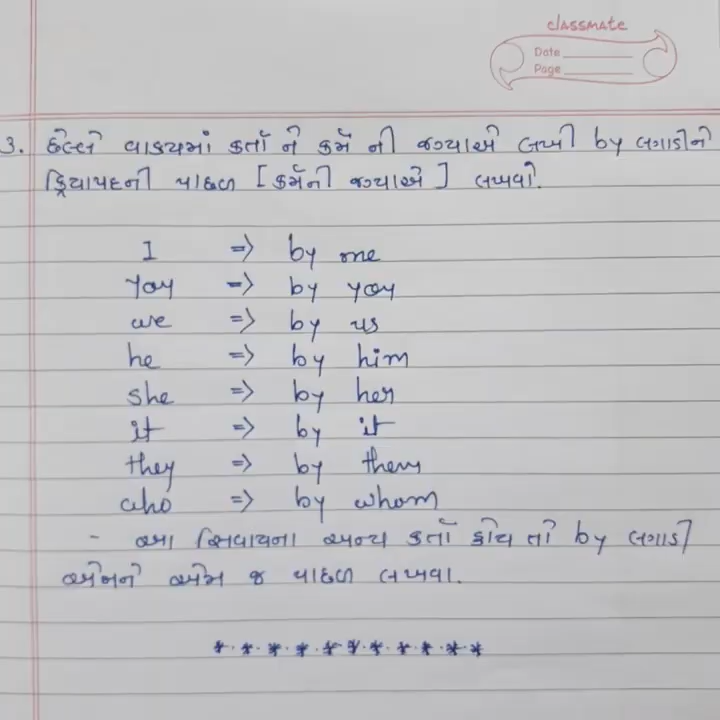 classmate
Date
Page
૩. છેલ્લે વાકયમાં કર્તા ને કર્મ ની જગ્યાએ લખી by લગાડીને
ક્રિયાપદની પાછળ [કર્મની જગ્યાએ] લખવો.
I => by me
You => by you
we => by us
he => by him
she => by her
it => by it
they => by them
who => by whom
- આ સિવાયના અન્ય કર્તા હોય તો by લગાડી
એમને એમ જ પાછળ લખવા.
*.*.*.*.*.*.*.*.*.*.*